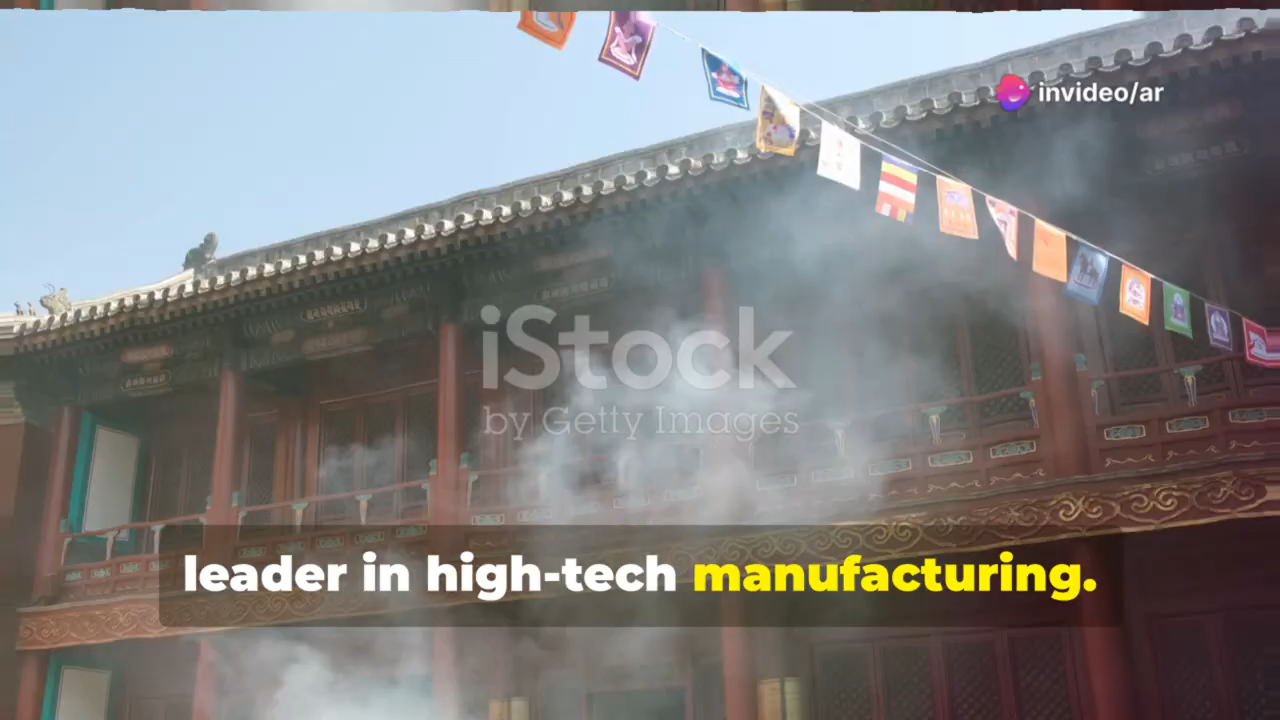 invideo/ar
iStock
by Getty Images
leader in high-tech manufacturing.